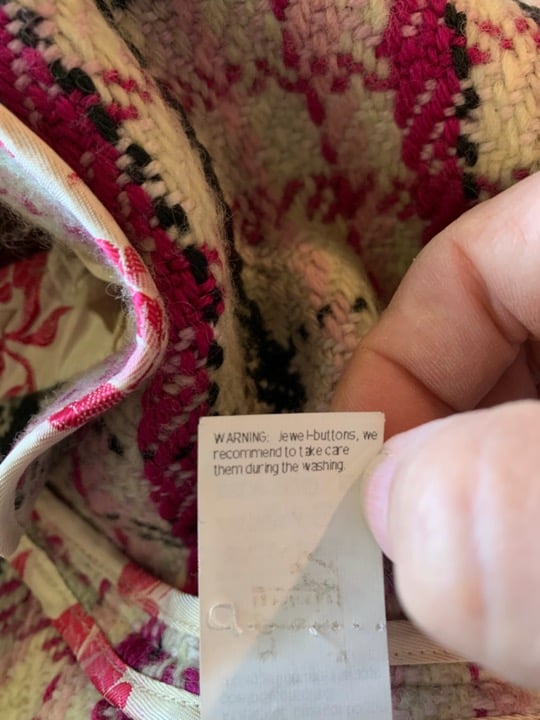 WARNING: Jewel-buttons, we
recommend to take care
them during the washing.